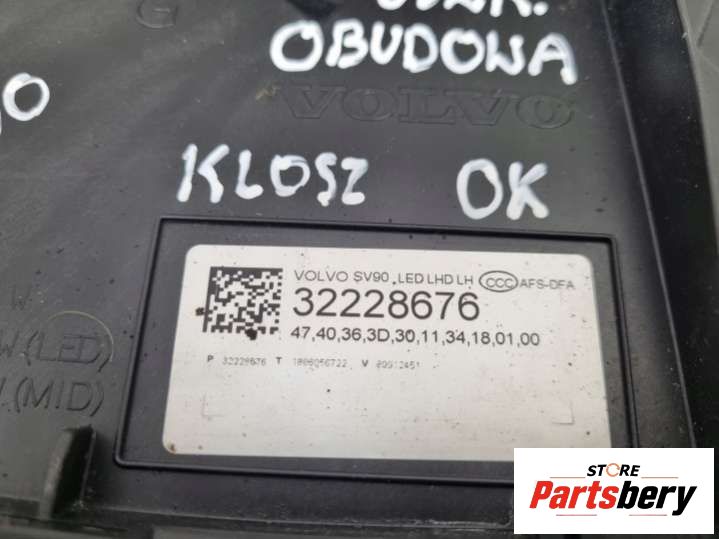 G
OBUDOWA
VOLVO
KLOSZ OK
VOLVO SV90 LED LHD LH CCC AFS-DFA
32228676
47,40,36,3D,30,11,34,18,01,00
P 32228676 T V
W
(LED)
(MID)
STORE
Partsbery